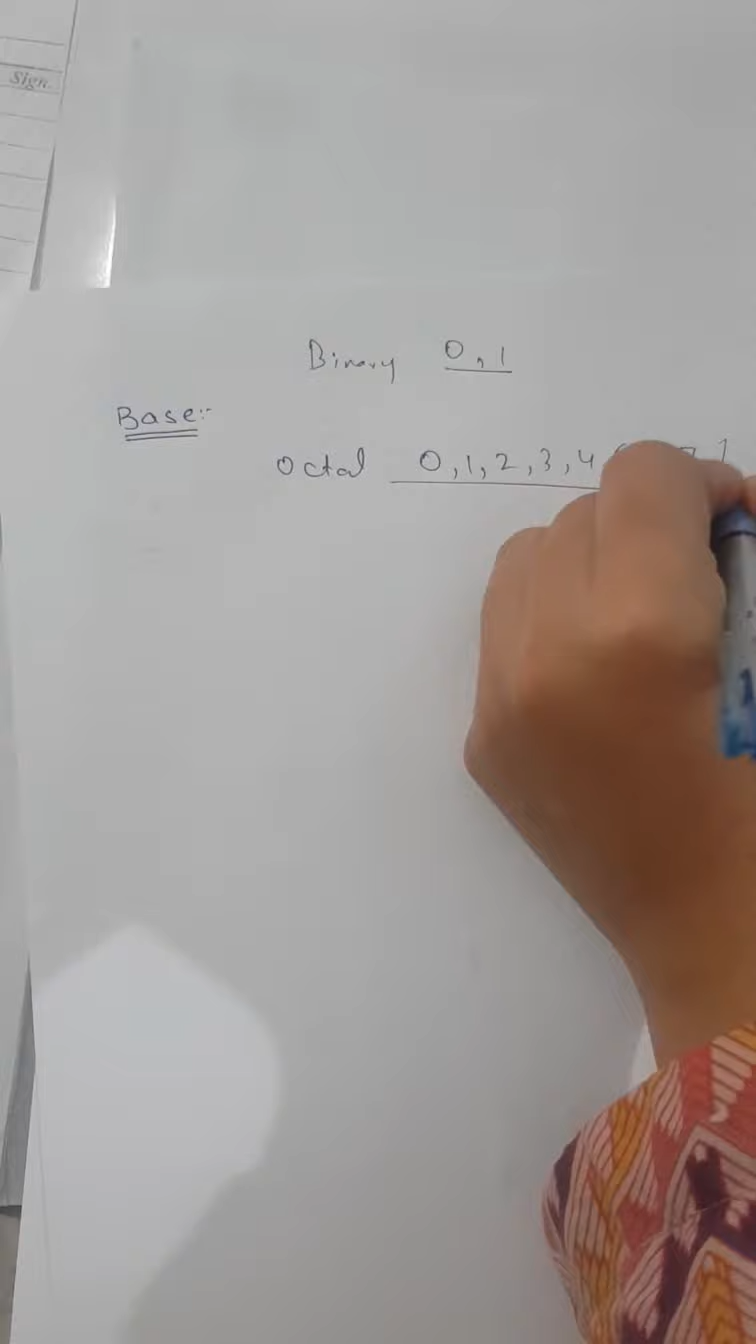 Sign.
Binary 0, 1
Base:-
Octal 0, 1, 2, 3, 4